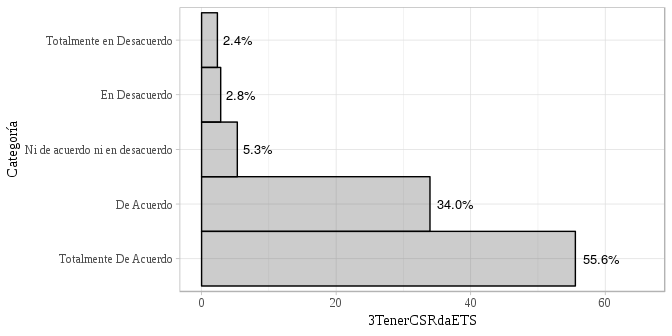 Totalmente en Desacuerdo 2.4%
En Desacuerdo 2.8%
Ni de acuerdo ni en desacuerdo 5.3%
De Acuerdo 34.0%
Totalmente De Acuerdo 55.6%
Categoría
0 20 40 60
3TenerCSRdaETS